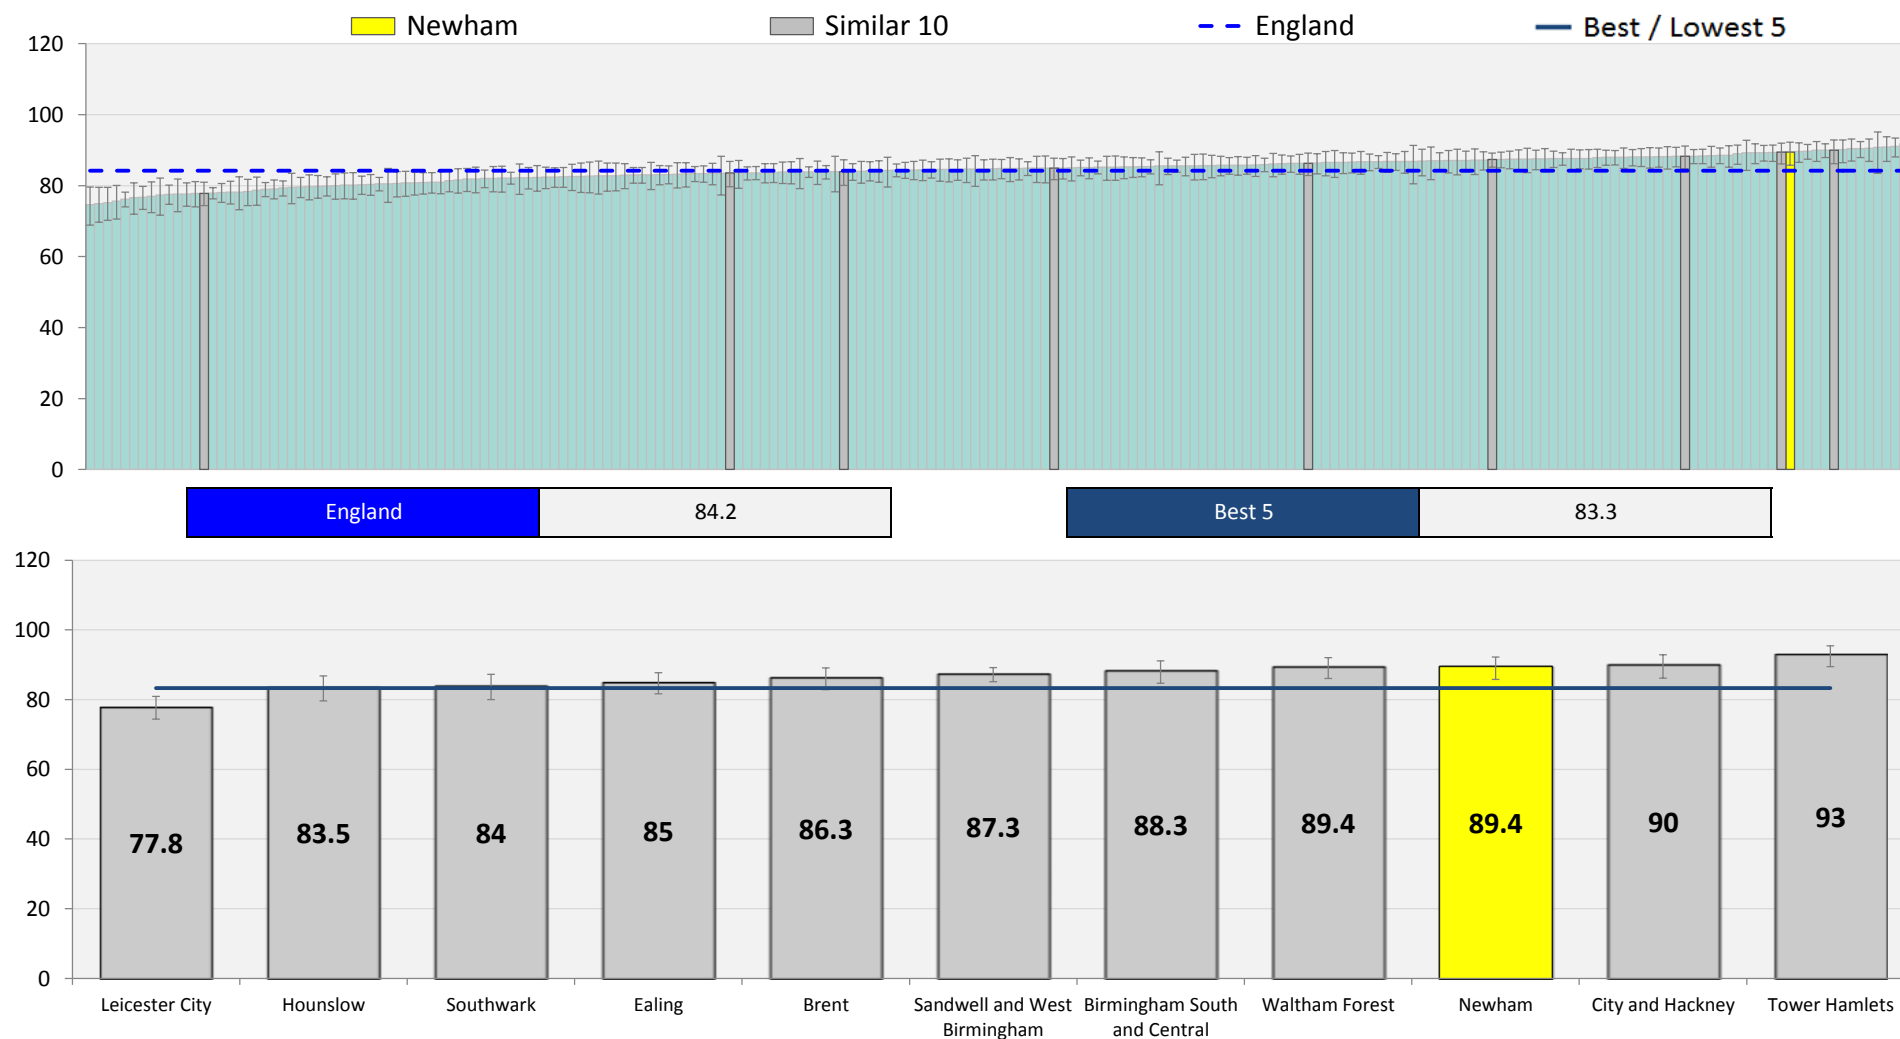 Newham Similar 10 England Best / Lowest 5
120
100
80
60
40
20
0
England 84.2 Best 5 83.3
120
100
80
60
40
20
0
77.8 83.5 84 85 86.3 87.3 88.3 89.4 89.4 90 93
Leicester City Hounslow Southwark Ealing Brent Sandwell and West Birmingham South Waltham Forest Newham City and Hackney Tower Hamlets
Birmingham and Central